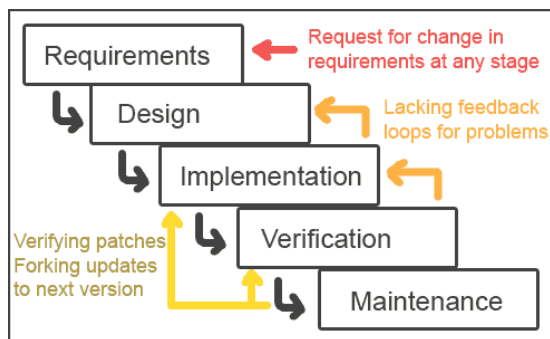 Requirements
Request for change in
requirements at any stage
Design
Lacking feedback
loops for problems
Implementation
Verification
Verifying patches
Forking updates
to next version
Maintenance